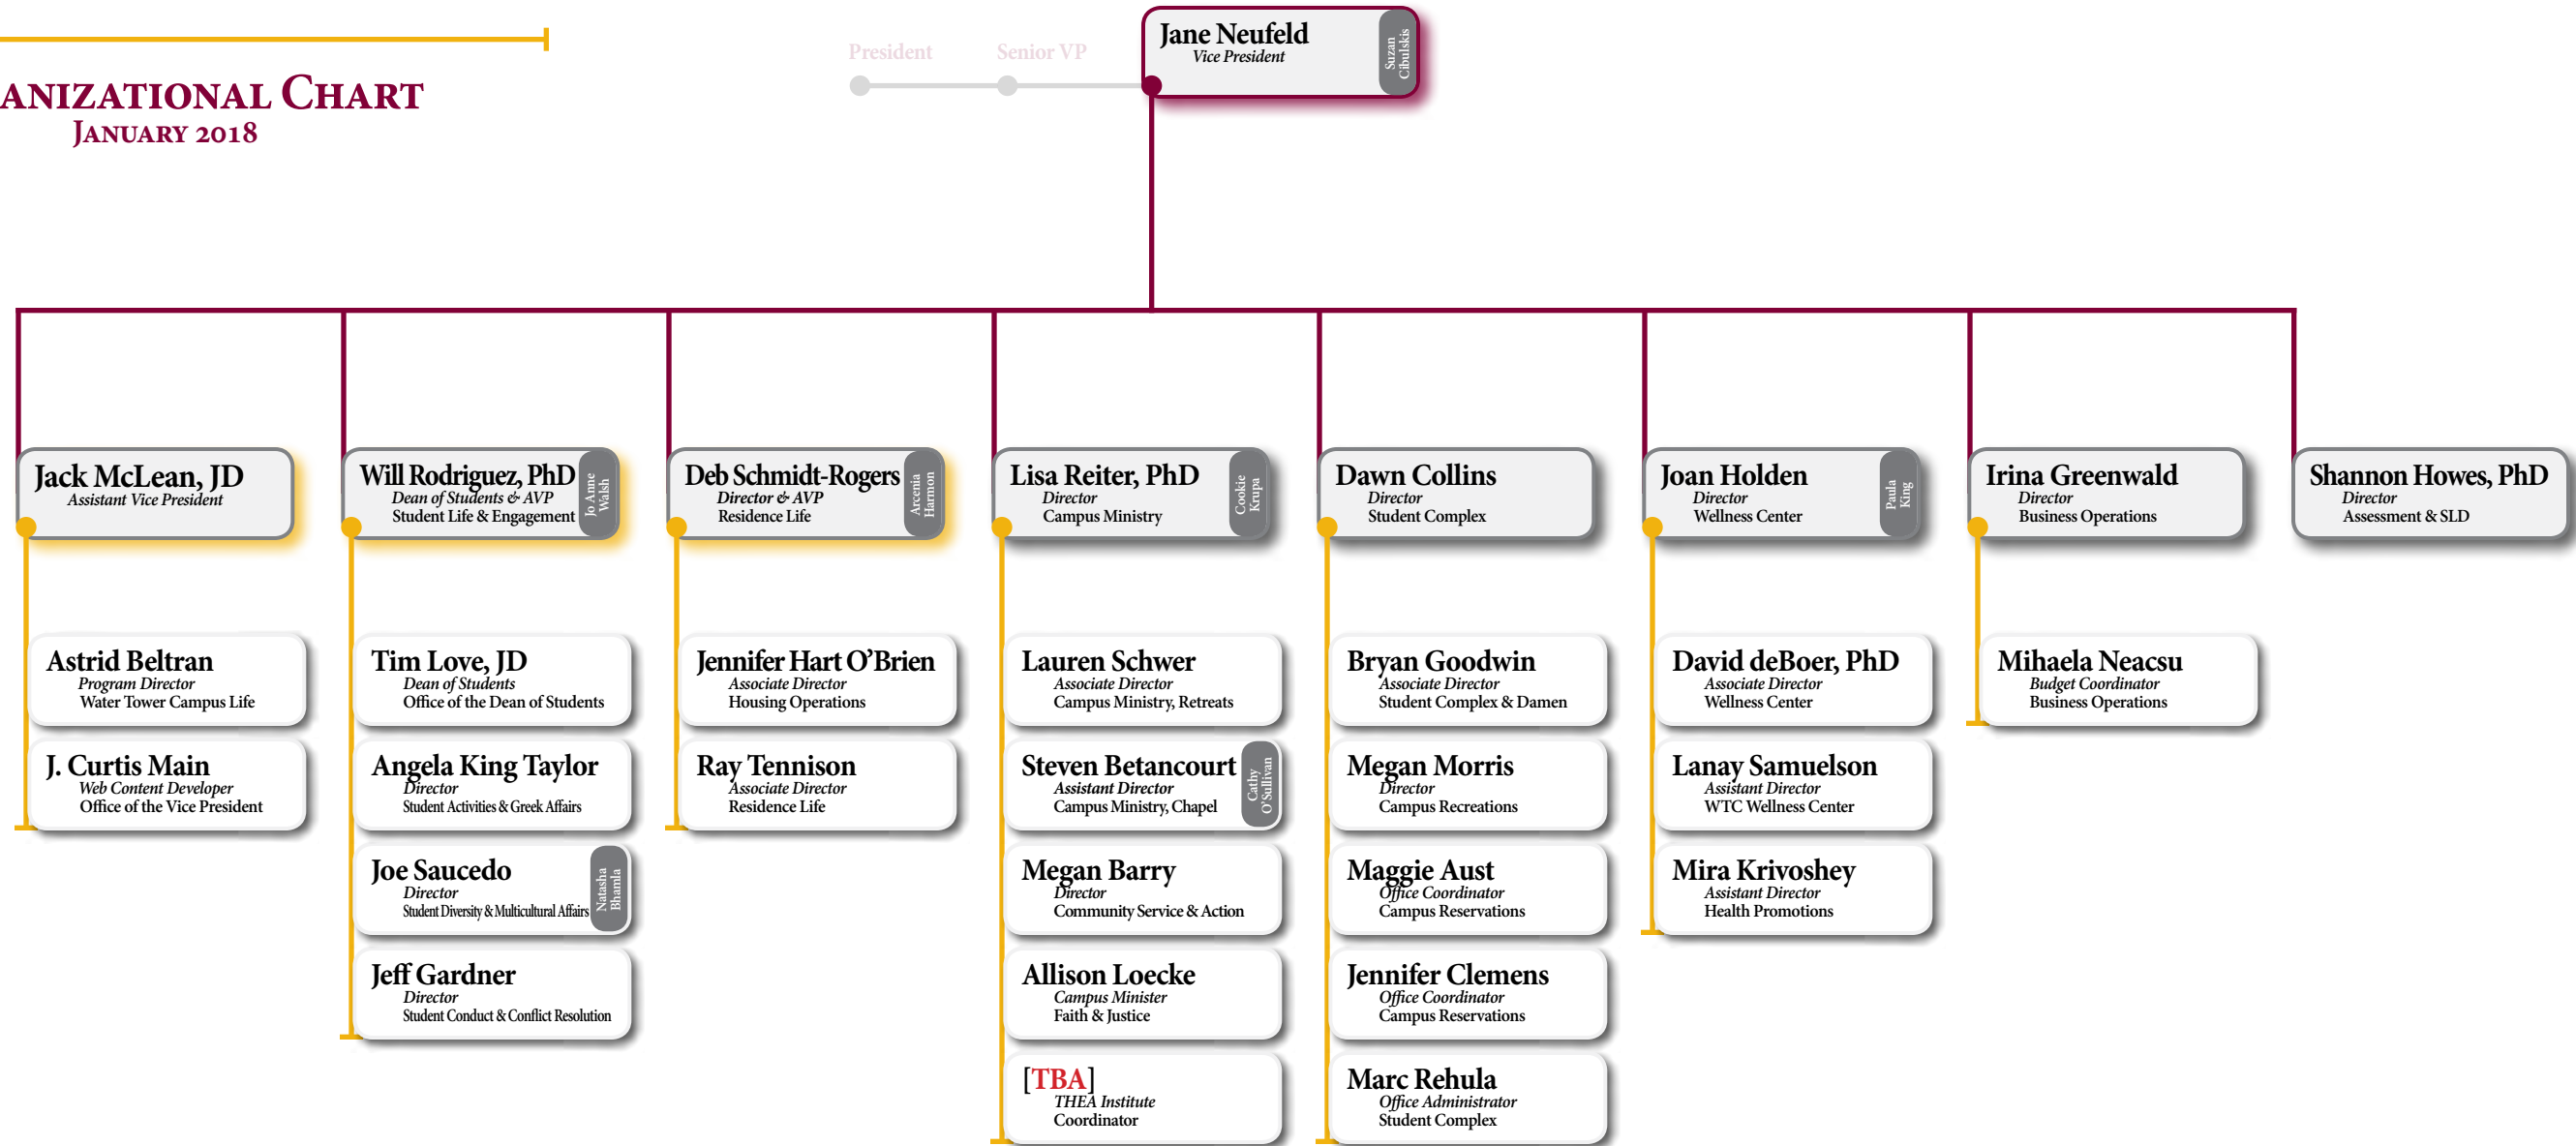 ANIZATIONAL CHART
JANUARY 2018
President
Senior VP
Jane Neufeld
Vice President
Suzan
Cibulskis
Jack McLean, JD
Assistant Vice President
Will Rodriguez, PhD
Dean of Students & AVP
Student Life & Engagement
Jo Anne
Walsh
Deb Schmidt-Rogers
Director & AVP
Residence Life
Arcenia
Harmon
Lisa Reiter, PhD
Director
Campus Ministry
Cookie
Krupa
Dawn Collins
Director
Student Complex
Joan Holden
Director
Wellness Center
Paula
King
Irina Greenwald
Director
Business Operations
Shannon Howes, PhD
Director
Assessment & SLD
Astrid Beltran
Program Director
Water Tower Campus Life
J. Curtis Main
Web Content Developer
Office of the Vice President
Tim Love, JD
Dean of Students
Office of the Dean of Students
Angela King Taylor
Director
Student Activities & Greek Affairs
Joe Saucedo
Director
Student Diversity & Multicultural Affairs
Natasha
Bhamla
Jeff Gardner
Director
Student Conduct & Conflict Resolution
Jennifer Hart O’Brien
Associate Director
Housing Operations
Ray Tennison
Associate Director
Residence Life
Lauren Schwer
Associate Director
Campus Ministry, Retreats
Steven Betancourt
Assistant Director
Campus Ministry, Chapel
Cathy
O’Sullivan
Megan Barry
Director
Community Service & Action
Allison Loecke
Campus Minister
Faith & Justice
[TBA]
THEA Institute
Coordinator
Bryan Goodwin
Associate Director
Student Complex & Damen
Megan Morris
Director
Campus Recreations
Maggie Aust
Office Coordinator
Campus Reservations
Jennifer Clemens
Office Coordinator
Campus Reservations
Marc Rehula
Office Administrator
Student Complex
David deBoer, PhD
Associate Director
Wellness Center
Lanay Samuelson
Assistant Director
WTC Wellness Center
Mira Krivoshey
Assistant Director
Health Promotions
Mihaela Neacsu
Budget Coordinator
Business Operations